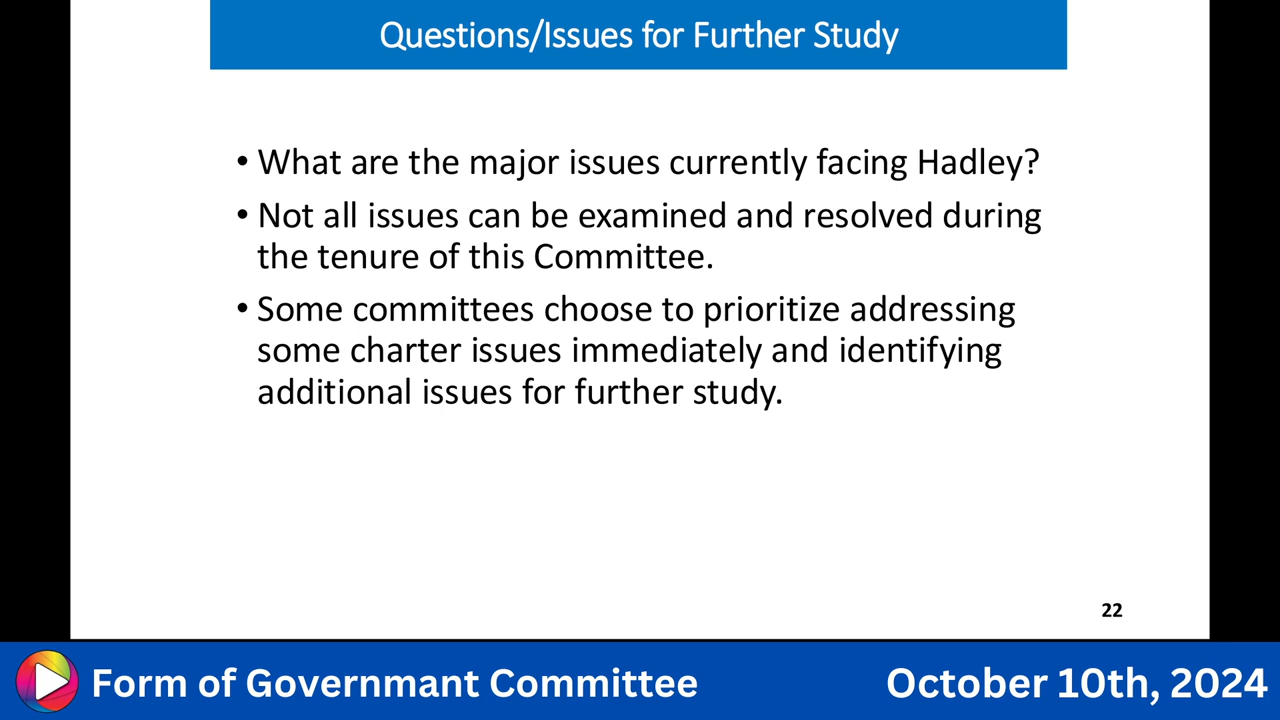 Questions/Issues for Further Study
• What are the major issues currently facing Hadley?
• Not all issues can be examined and resolved during
the tenure of this Committee.
• Some committees choose to prioritize addressing
some charter issues immediately and identifying
additional issues for further study.
22
Form of Governmant Committee
October 10th, 2024